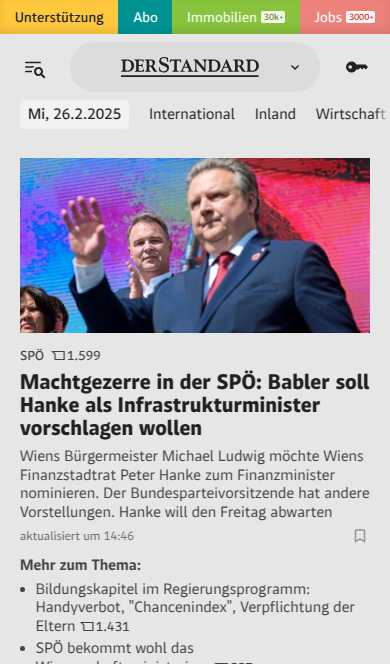 Unterstützung Abo Immobilien 30k+ Jobs 3000+
DERSTANDARD
Mi, 26.2.2025 International Inland Wirtschaft
SPÖ 1.599
Machtgezerre in der SPÖ: Babler soll
Hanke als Infrastrukturminister
vorschlagen wollen
Wiens Bürgermeister Michael Ludwig möchte Wiens
Finanzstadtrat Peter Hanke zum Finanzminister
nominieren. Der Bundesparteivorsitzende hat andere
Vorstellungen. Hanke will den Freitag abwarten
aktualisiert um 14:46
Mehr zum Thema:
Bildungskapitel im Regierungsprogramm:
Handyverbot, "Chancenindex", Verpflichtung der
Eltern 1.431
SPÖ bekommt wohl das